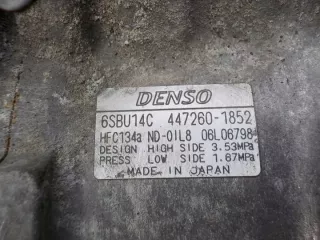 DENSO
6SBU14C 447260-1852
HFC134a ND-OIL8 06L06798
DESIGN HIGH SIDE 3.53MPa
PRESS LOW SIDE 1.67MPa
MADE IN JAPAN